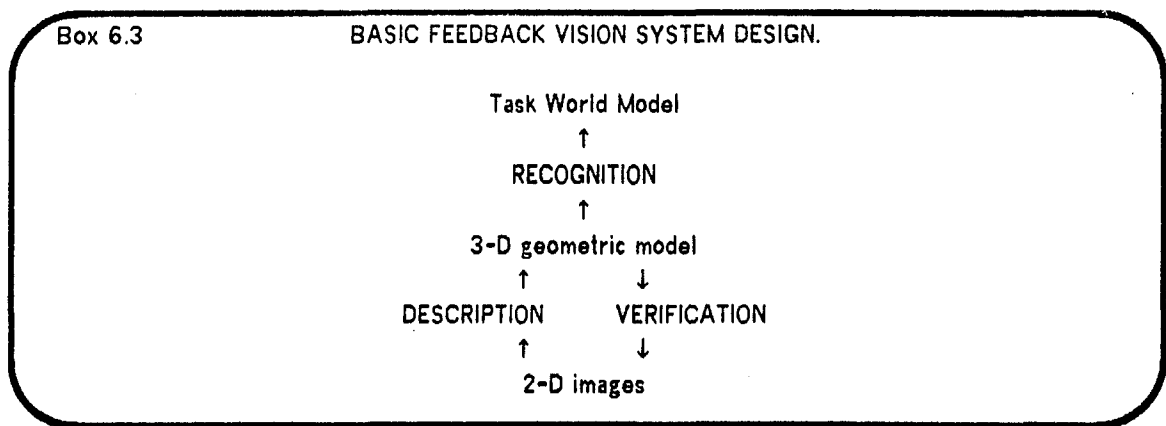 Box 6.3 BASIC FEEDBACK VISION SYSTEM DESIGN.
Task World Model
↑
RECOGNITION
↑
3-D geometric model
↑ ↓
DESCRIPTION VERIFICATION
↑ ↓
2-D images